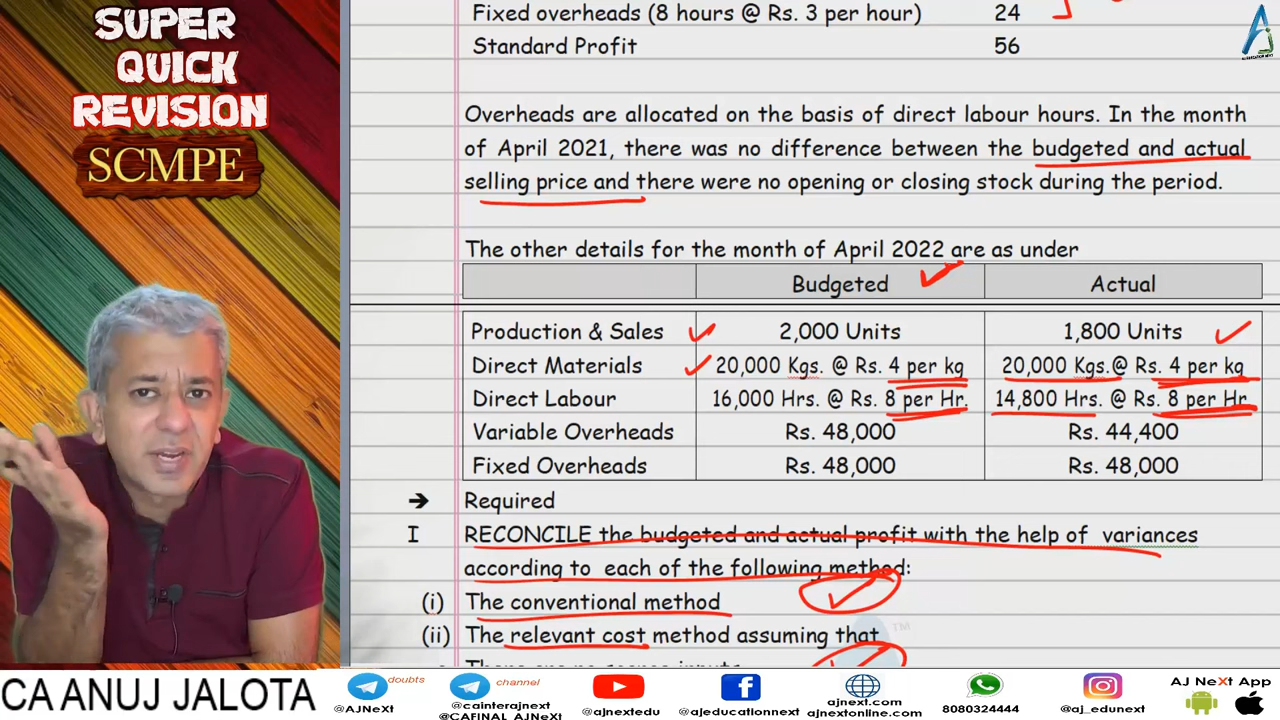 SUPER
QUICK
REVISION
SCMPE
Fixed overheads (8 hours @ Rs. 3 per hour) 24
Standard Profit 56
Overheads are allocated on the basis of direct labour hours. In the month
of April 2021, there was no difference between the budgeted and actual
selling price and there were no opening or closing stock during the period.
The other details for the month of April 2022 are as under
Budgeted Actual
Production & Sales 2,000 Units 1,800 Units
Direct Materials 20,000 Kgs. @ Rs. 4 per kg 20,000 Kgs.@ Rs. 4 per kg
Direct Labour 16,000 Hrs. @ Rs. 8 per Hr. 14,800 Hrs. @ Rs. 8 per Hr
Variable Overheads Rs. 48,000 Rs. 44,400
Fixed Overheads Rs. 48,000 Rs. 48,000
➔ Required
I RECONCILE the budgeted and actual profit with the help of variances
according to each of the following method:
(i) The conventional method
(ii) The relevant cost method assuming that
TM
CA ANUJ JALOTA
doubts
@AJNeXt
channel
@cainterajnext
@CAFINAL_AJNeXt
@ajnextedu
@ajeducationnext
ajnext.com
ajnextonline.com
8080324444
@aj_edunext
AJ NeXt App